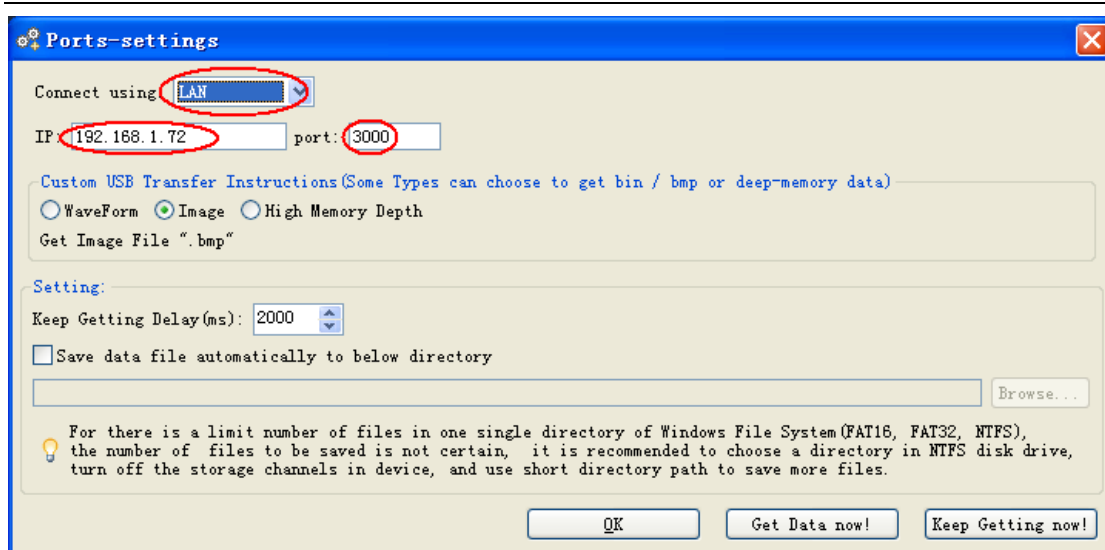 Ports-settings
Connect using LAN
IP: 192.168.1.72 port: 3000
Custom USB Transfer Instructions(Some Types can choose to get bin / bmp or deep-memory data)
WaveForm Image High Memory Depth
Get Image File ".bmp"
Setting:
Keep Getting Delay(ms): 2000
Save data file automatically to below directory
Browse...
For there is a limit number of files in one single directory of Windows File System(FAT16, FAT32, NTFS),
the number of files to be saved is not certain, it is recommended to choose a directory in NTFS disk drive,
turn off the storage channels in device, and use short directory path to save more files.
OK Get Data now! Keep Getting now!